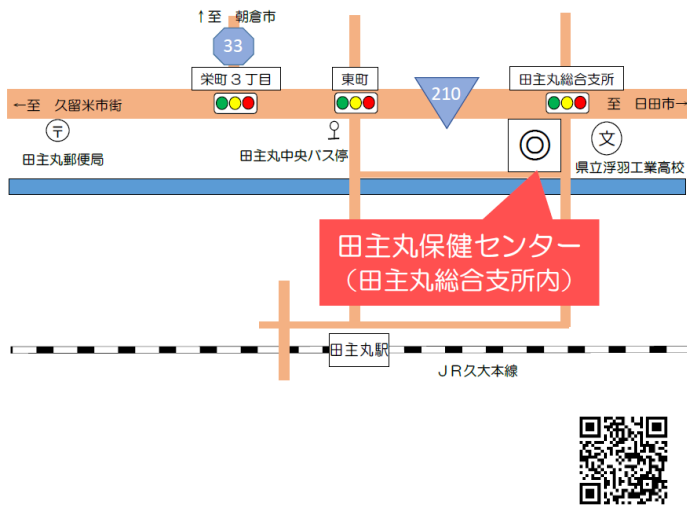 ↑至　朝倉市
33
栄町３丁目
東町
210
田主丸総合支所
←至　久留米市街
至　日田市→
〒
田主丸郵便局
田主丸中央バス停
◎
文
県立浮羽工業高校
田主丸保健センター
（田主丸総合支所内）
田主丸駅
ＪＲ久大本線